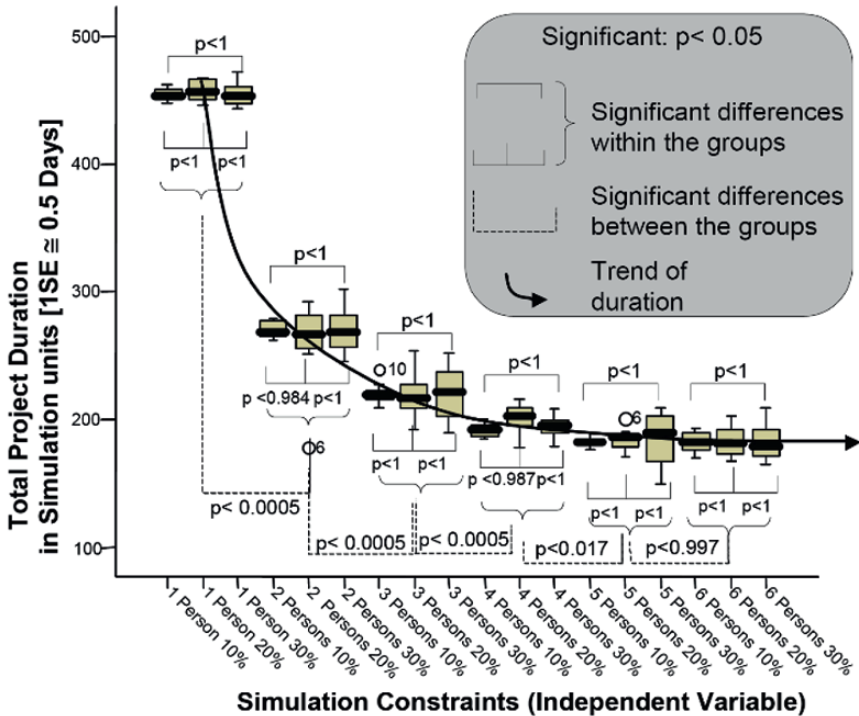 500
400
300
200
100
Total Project Duration
in Simulation units [1SE ≅ 0.5 Days]
Significant: p< 0.05
Significant differences
within the groups
Significant differences
between the groups
Trend of
duration
p<1
p<1 p<1
p<1
p <0.984 p<1
6
p< 0.0005
p<1
10
p<1 p<1
p< 0.0005
p<1
p <0.987 p<1
p< 0.0005
p<1
6
p<1 p<1
p<0.017
p<1
p<1 p<1
p<0.997
1 Person 10%
1 Person 20%
1 Person 30%
2 Persons 10%
2 Persons 20%
2 Persons 30%
3 Persons 10%
3 Persons 20%
3 Persons 30%
4 Persons 10%
4 Persons 20%
4 Persons 30%
5 Persons 10%
5 Persons 20%
5 Persons 30%
6 Persons 10%
6 Persons 20%
6 Persons 30%
Simulation Constraints (Independent Variable)